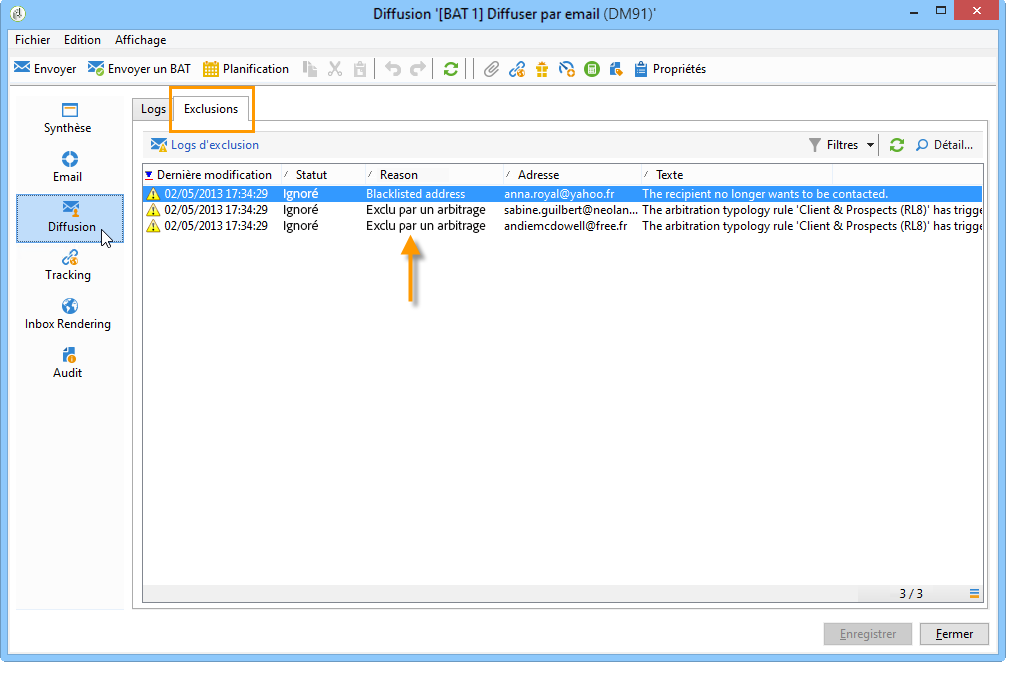 Diffusion '[BAT 1] Diffuser par email (DM91)'
Fichier Edition Affichage
Envoyer Envoyer un BAT Planification Propriétés
Synthèse
Email
Diffusion
Tracking
Inbox Rendering
Audit
Logs Exclusions
Logs d'exclusion Filtres Détail...
Dernière modification Statut Reason Adresse Texte
02/05/2013 17:34:29 Ignoré Blacklisted address anna.royal@yahoo.fr The recipient no longer wants to be contacted.
02/05/2013 17:34:29 Ignoré Exclu par un arbitrage sabine.guilbert@neolan... The arbitration typology rule 'Client & Prospects (RL8)' has trigge
02/05/2013 17:34:29 Ignoré Exclu par un arbitrage andiemcdowell@free.fr The arbitration typology rule 'Client & Prospects (RL8)' has trigge
3 / 3
Enregistrer Fermer